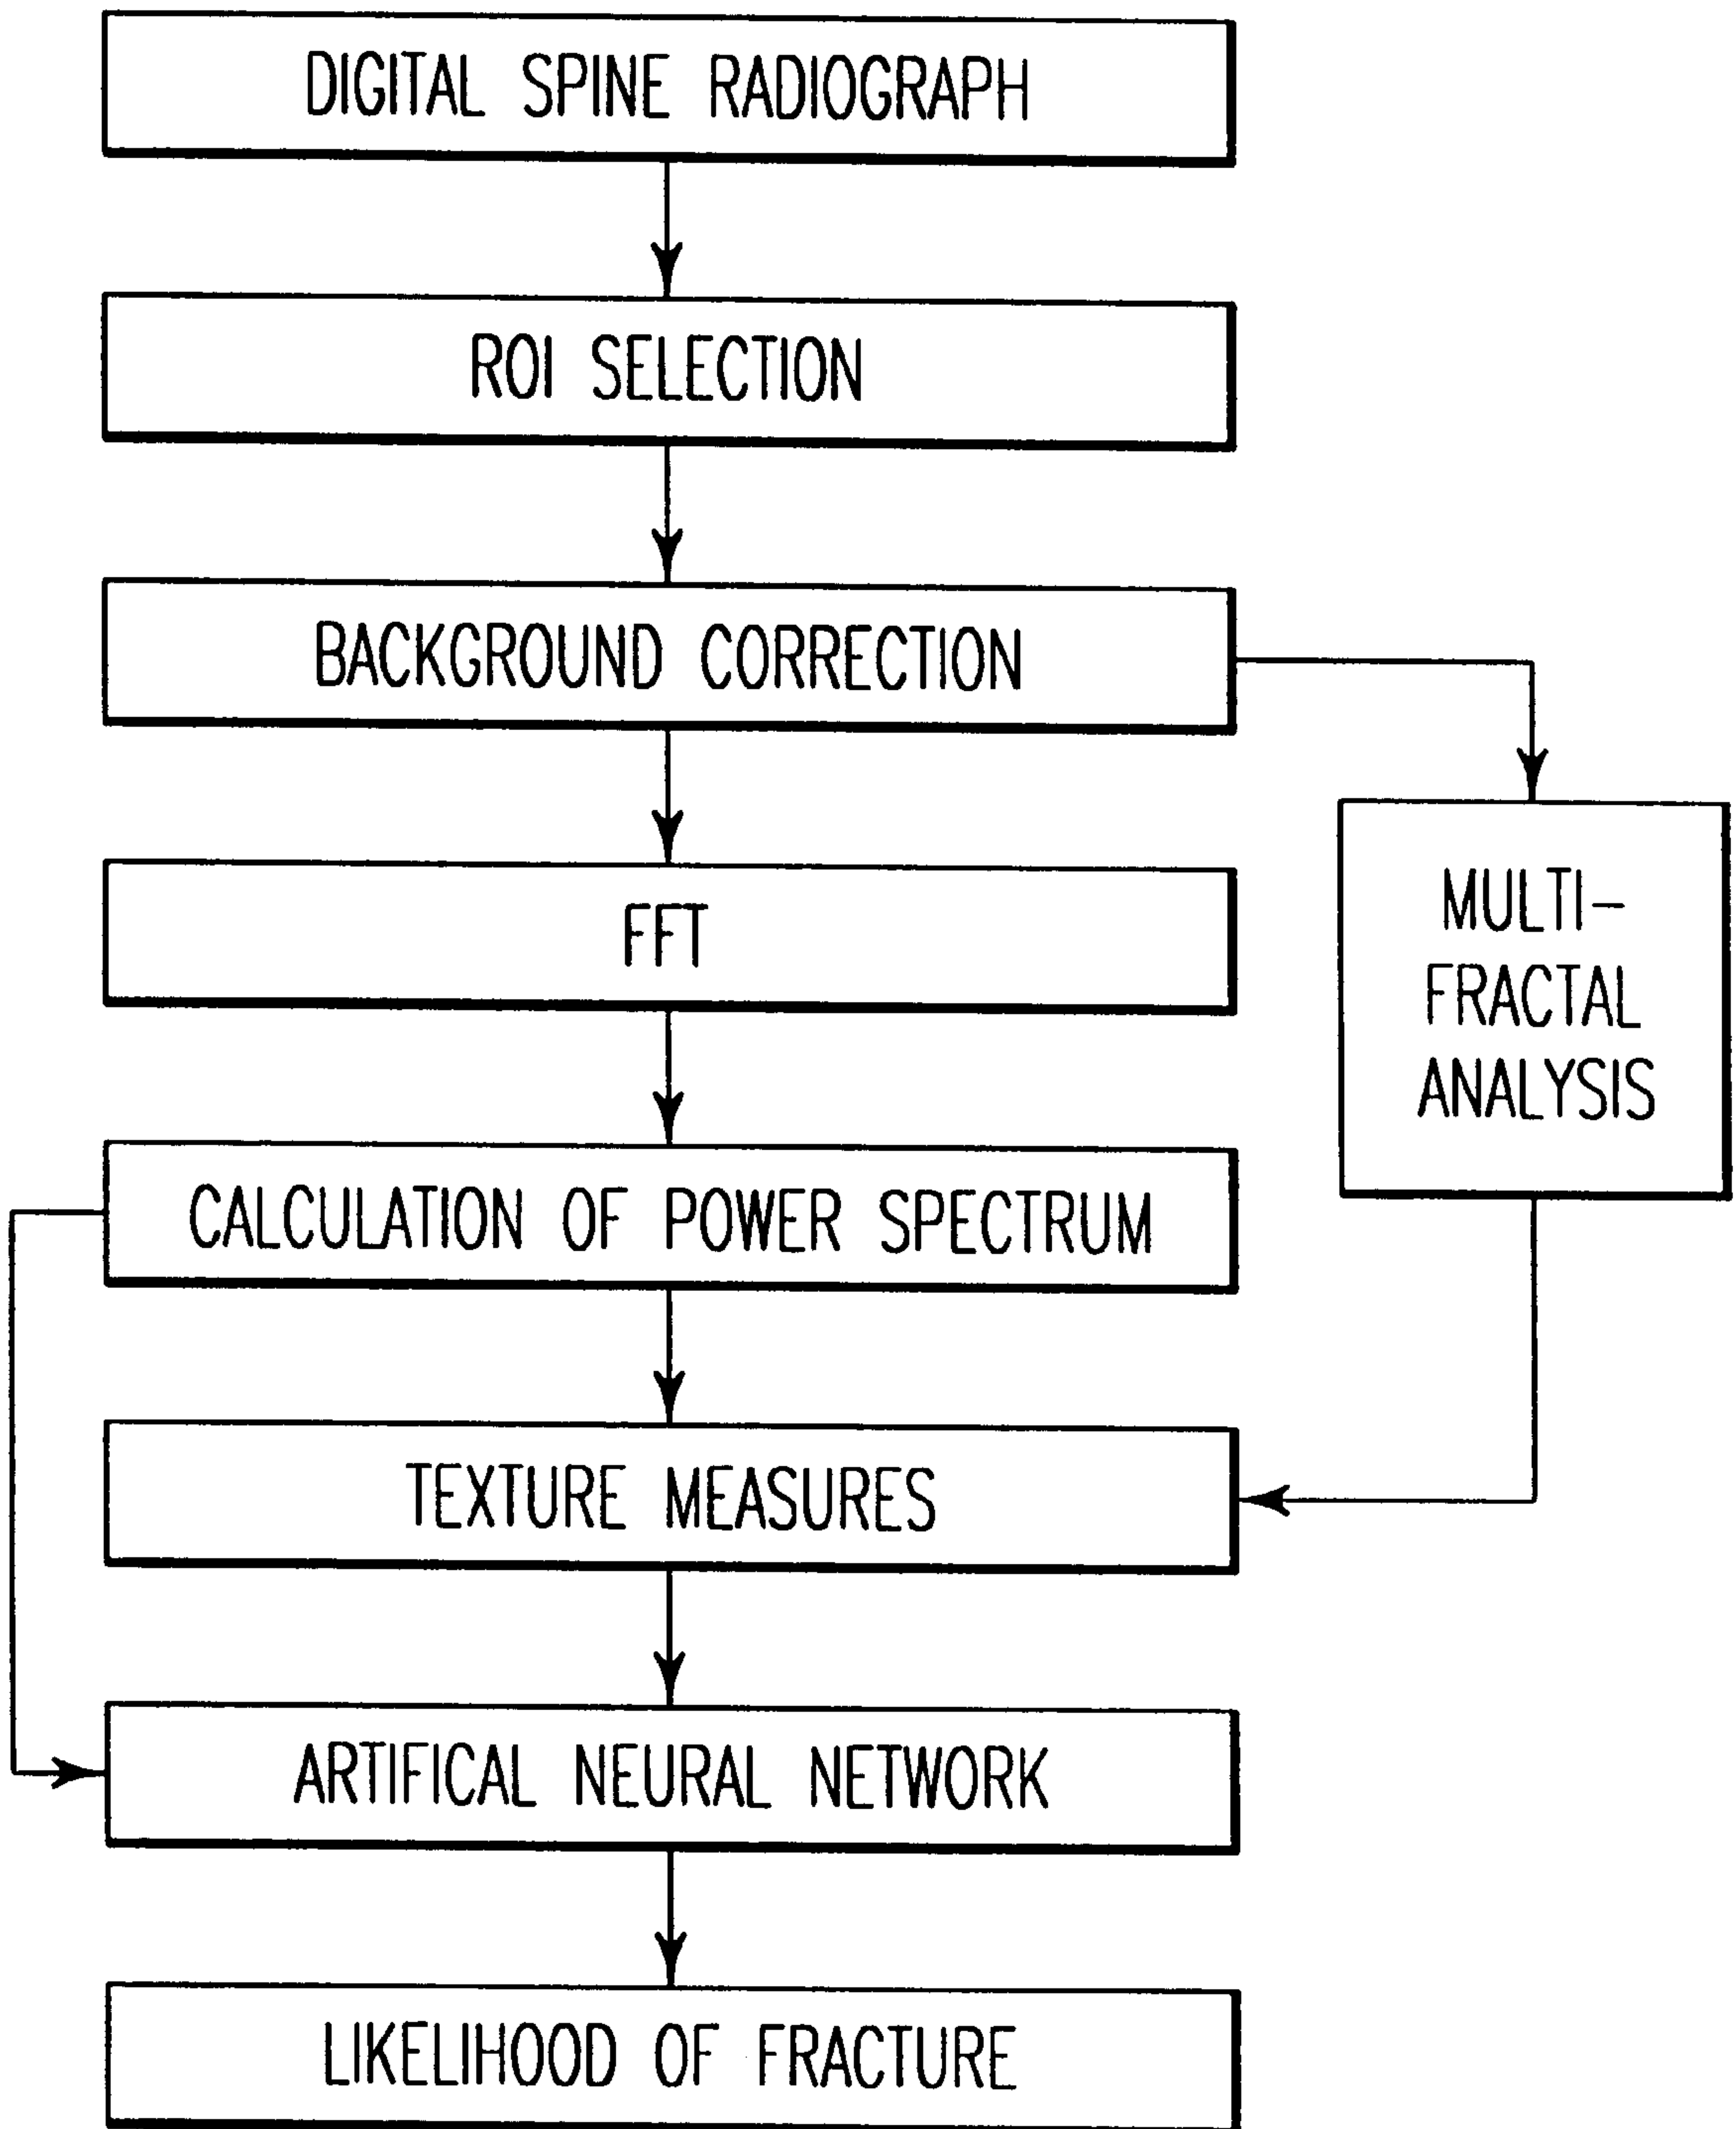 DIGITAL SPINE RADIOGRAPH
ROI SELECTION
BACKGROUND CORRECTION
FFT
MULTI-
FRACTAL
ANALYSIS
CALCULATION OF POWER SPECTRUM
TEXTURE MEASURES
ARTIFICAL NEURAL NETWORK
LIKELIHOOD OF FRACTURE